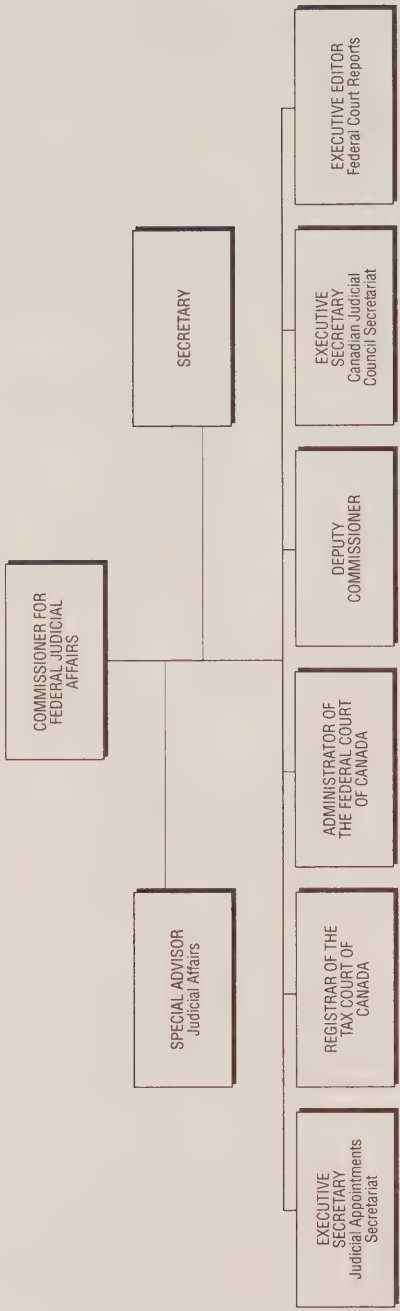 COMMISSIONER FOR
FEDERAL JUDICIAL
AFFAIRS
SPECIAL ADVISOR
Judicial Affairs
SECRETARY
EXECUTIVE
SECRETARY
Judicial Appointments
Secretariat
REGISTRAR OF THE
TAX COURT OF
CANADA
ADMINISTRATOR OF
THE FEDERAL COURT
OF CANADA
DEPUTY
COMMISSIONER
EXECUTIVE
SECRETARY
Canadian Judicial
Council Secretariat
EXECUTIVE EDITOR
Federal Court Reports